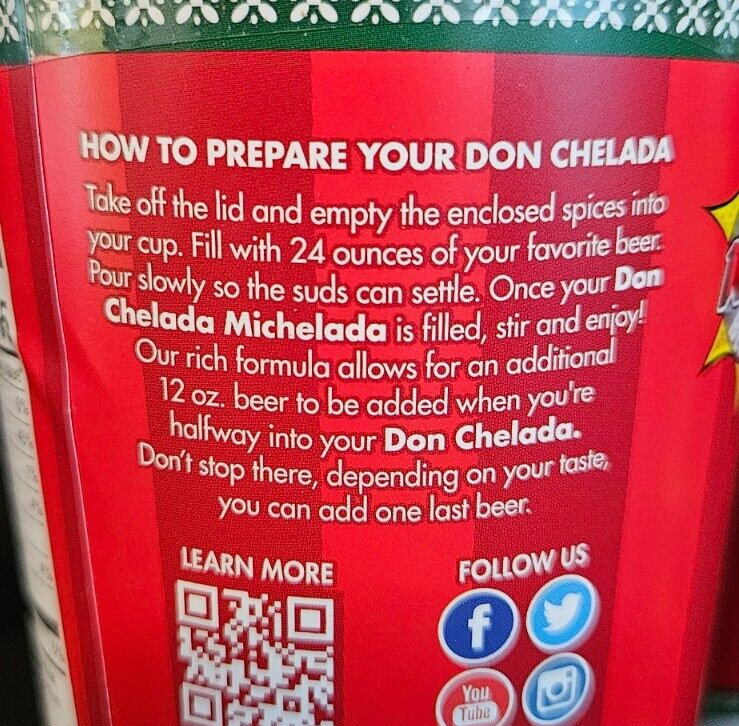 HOW TO PREPARE YOUR DON CHELADA
Take off the lid and empty the enclosed spices into
your cup. Fill with 24 ounces of your favorite beer.
Pour slowly so the suds can settle. Once your Don
Chelada Michelada is filled, stir and enjoy!
Our rich formula allows for an additional
12 oz. beer to be added when you're
halfway into your Don Chelada.
Don't stop there, depending on your taste,
you can add one last beer.
LEARN MORE
FOLLOW US
f
You
Tube